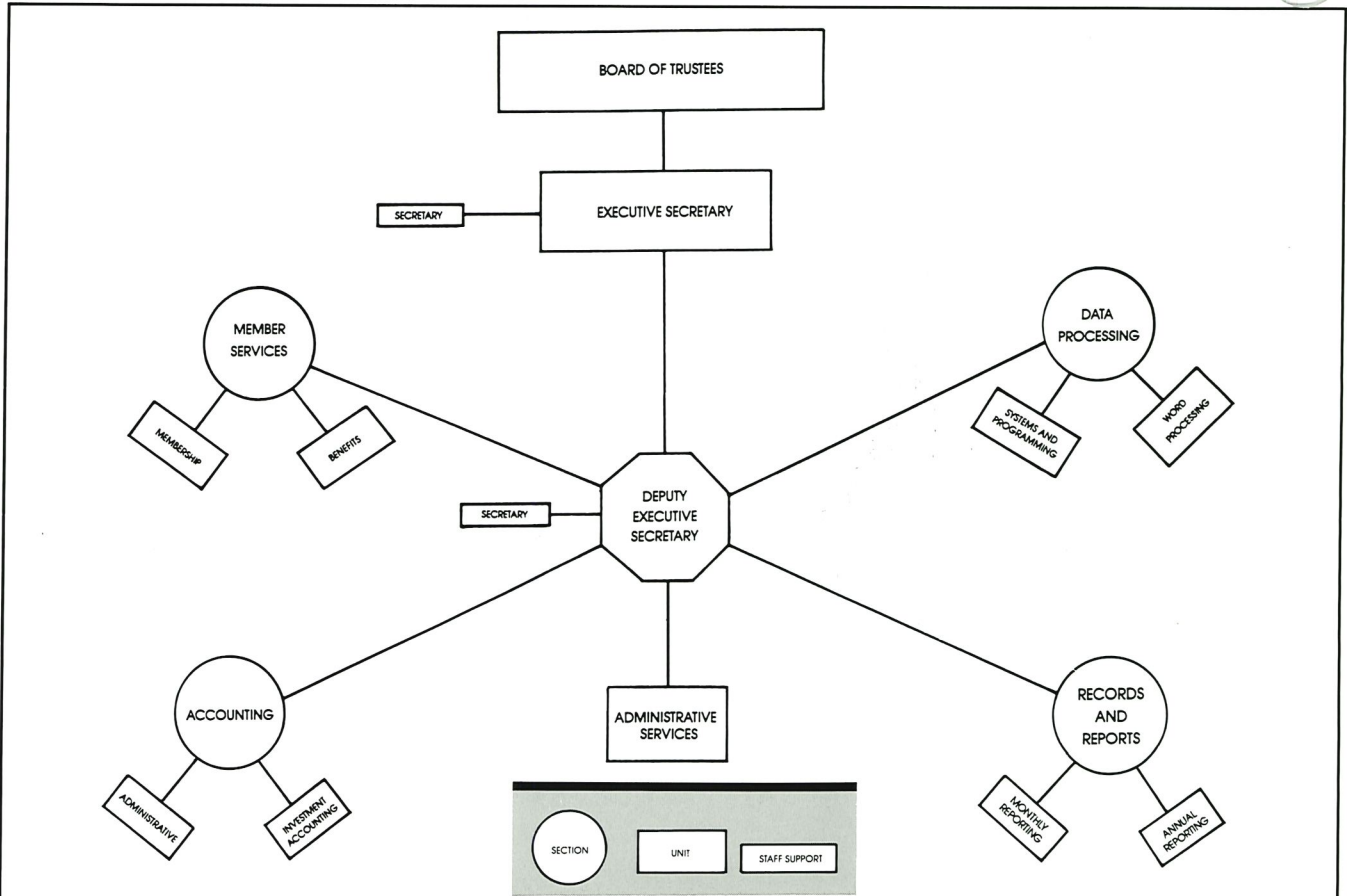 BOARD OF TRUSTEES
EXECUTIVE SECRETARY
SECRETARY
MEMBER
SERVICES
MEMBERSHIP
BENEFITS
DATA
PROCESSING
SYSTEMS AND
PROGRAMMING
WORD
PROCESSING
DEPUTY
EXECUTIVE
SECRETARY
SECRETARY
ACCOUNTING
ADMINISTRATIVE
INVESTMENT
ACCOUNTING
ADMINISTRATIVE
SERVICES
RECORDS
AND
REPORTS
MONTHLY
REPORTING
ANNUAL
REPORTING
SECTION
UNIT
STAFF SUPPORT